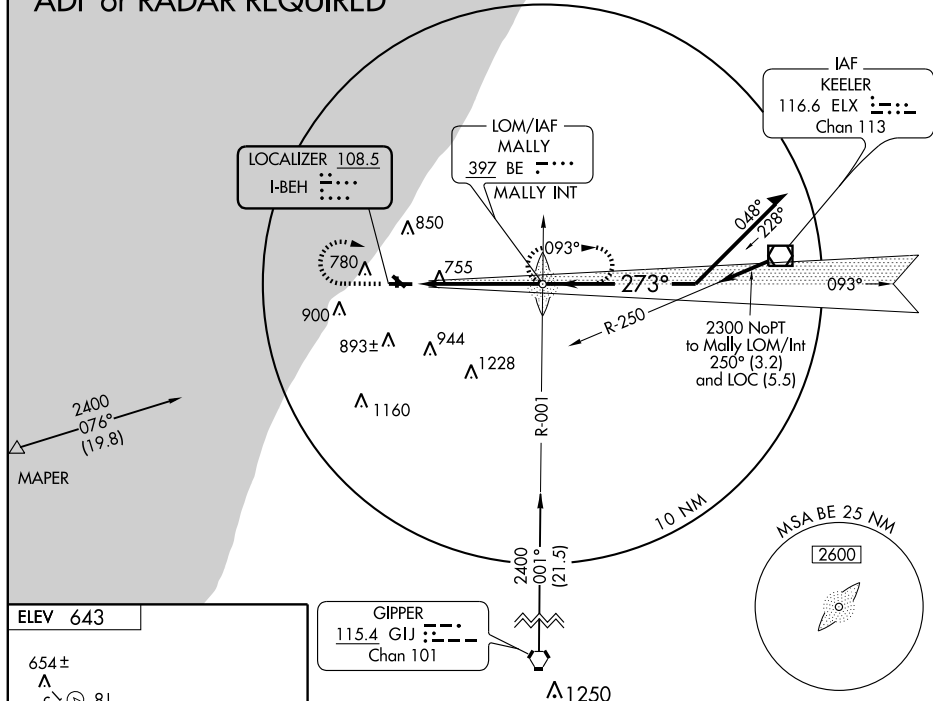 ADF or RADAR REQUIRED
IAF
KEELER
116.6 ELX
Chan 113
LOM/IAF
MALLY
397 BE
MALLY INT
LOCALIZER 108.5
I-BEH
048°
228°
850
093°
780
755
273°
093°
900
R-250
893±
944
1228
2300 NoPT
to Mally LOM/Int
250° (3.2)
and LOC (5.5)
1160
2400
076°
(19.8)
MAPER
R-001
10 NM
MSA BE 25 NM
2600
2400
001°
(21.5)
ELEV 643
GIPPER
115.4 GIJ
Chan 101
654±
1250